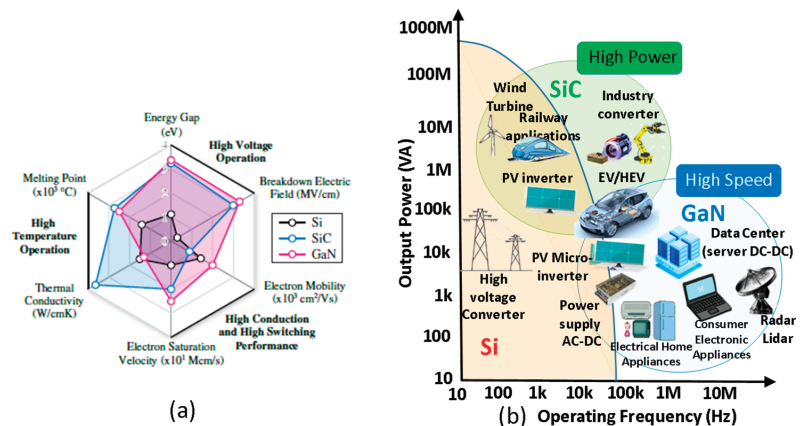 Energy Gap
(eV)
High Voltage
Operation
Melting Point
(x10³ °C)
Breakdown Electric
Field (MV/cm)
High
Temperature
Operation
Si
SiC
GaN
Thermal
Conductivity
(W/cmK)
Electron Mobility
(x10³ cm²/Vs)
High Conduction
and High Switching
Performance
Electron Saturation
Velocity (x10¹ Mcm/s)
(a)
Output Power (VA)
1000M
100M
10M
1M
100k
10k
1k
100
10
High Power
SiC
Wind
Turbine
Railway
applications
Industry
converter
PV inverter
EV/HEV
High Speed
GaN
Data Center
(server DC-DC)
PV Micro-
inverter
High
voltage
Converter
Power
supply
AC-DC
Si
Electrical Home
Appliances
Consumer
Electronic
Appliances
Radar
Lidar
10 100 1k 10k 100k 1M 10M
(b) Operating Frequency (Hz)